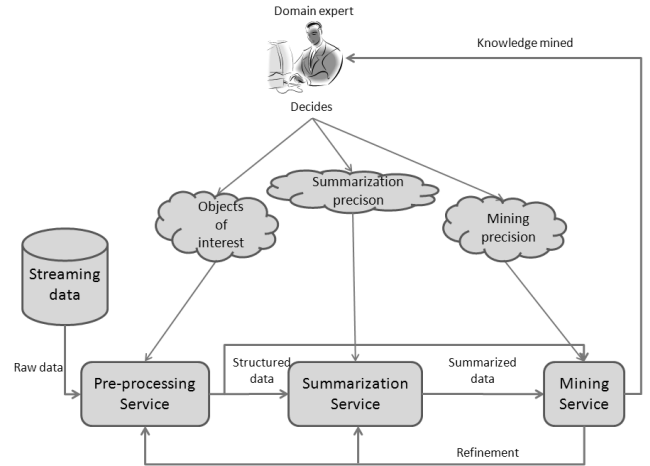 Domain expert
Knowledge mined
Decides
Summarization
precison
Objects
of
interest
Mining
precision
Streaming
data
Raw data
Structured
data
Summarized
data
Pre-processing
Service
Summarization
Service
Mining
Service
Refinement